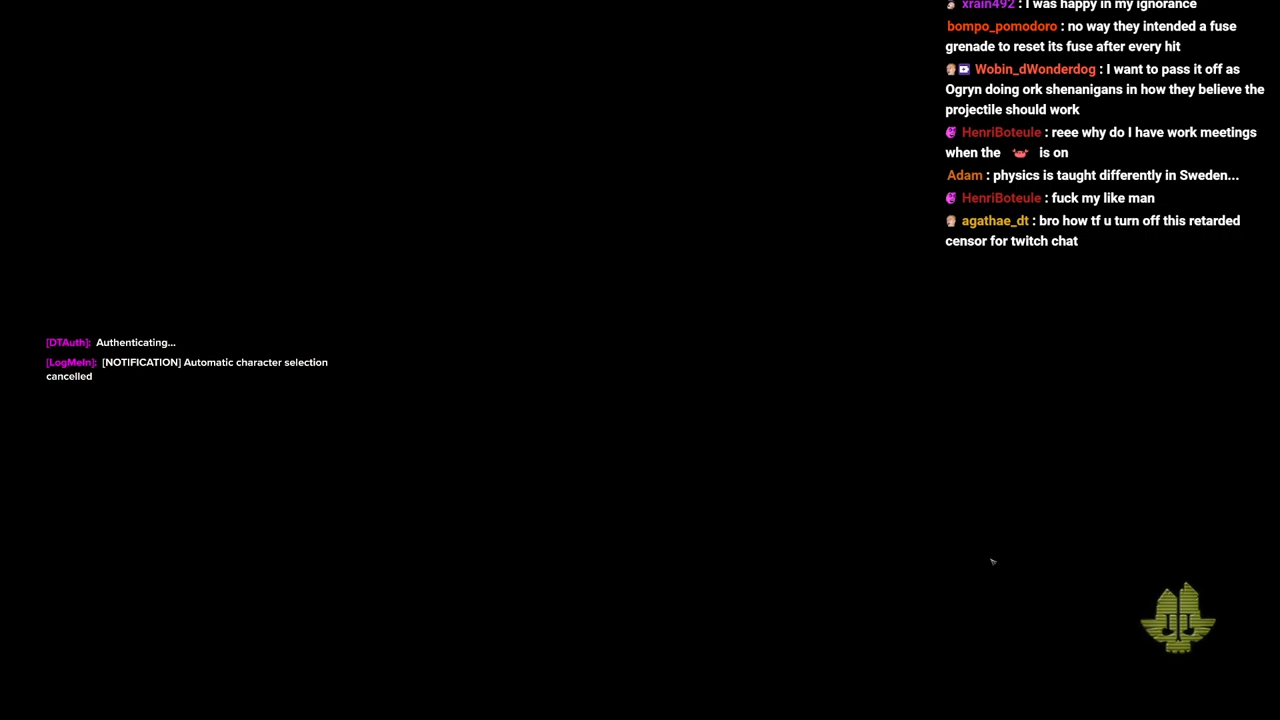 xrain492 : I was happy in my ignorance
bompo_pomodoro : no way they intended a fuse
grenade to reset its fuse after every hit
Wobin_dWonderdog : I want to pass it off as
Ogryn doing ork shenanigans in how they believe the
projectile should work
HenriBoteule : reee why do I have work meetings
when the is on
Adam : physics is taught differently in Sweden...
HenriBoteule : fuck my like man
agathae_dt : bro how tf u turn off this retarded
censor for twitch chat
[DTAuth]: Authenticating...
[LogMeIn]: [NOTIFICATION] Automatic character selection
cancelled